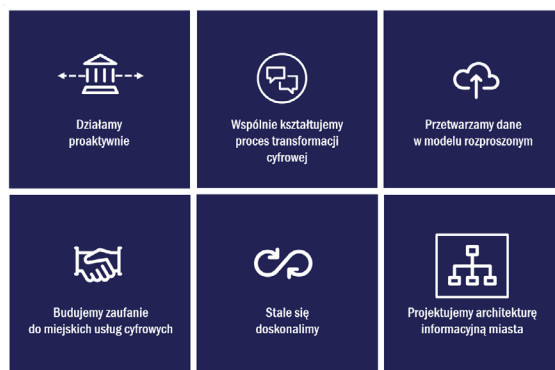 Działamy
proaktywnie
Wspólnie kształtujemy
proces transformacji
cyfrowej
Przetwarzamy dane
w modelu rozproszonym
Budujemy zaufanie
do miejskich usług cyfrowych
Stale się
doskonalimy
Projektujemy architekturę
informacyjną miasta